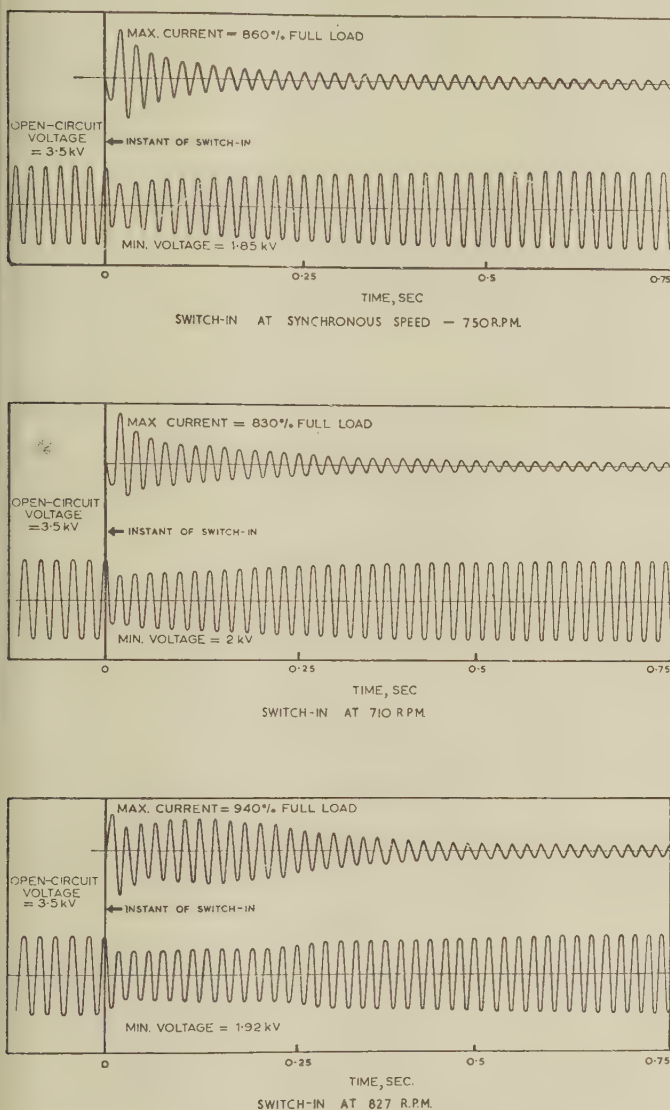 MAX. CURRENT = 860°/. FULL LOAD
OPEN-CIRCUIT
VOLTAGE
= 3·5 kV
INSTANT OF SWITCH-IN
MIN. VOLTAGE = 1·85 kV
0 0·25 0·5 0·75
TIME, SEC
SWITCH-IN AT SYNCHRONOUS SPEED — 750 R.P.M.
MAX CURRENT = 830°/. FULL LOAD
OPEN-CIRCUIT
VOLTAGE
= 3·5 kV
INSTANT OF SWITCH-IN
MIN. VOLTAGE = 2 kV
0 0·25 0·5 0·75
TIME, SEC
SWITCH-IN AT 710 R P.M.
MAX. CURRENT = 940°/. FULL LOAD
OPEN-CIRCUIT
VOLTAGE
= 3·5 kV
INSTANT OF SWITCH-IN
MIN. VOLTAGE = 1·92 kV
0 0·25 0·5 0·75
TIME, SEC.
SWITCH-IN AT 827 R.P.M.